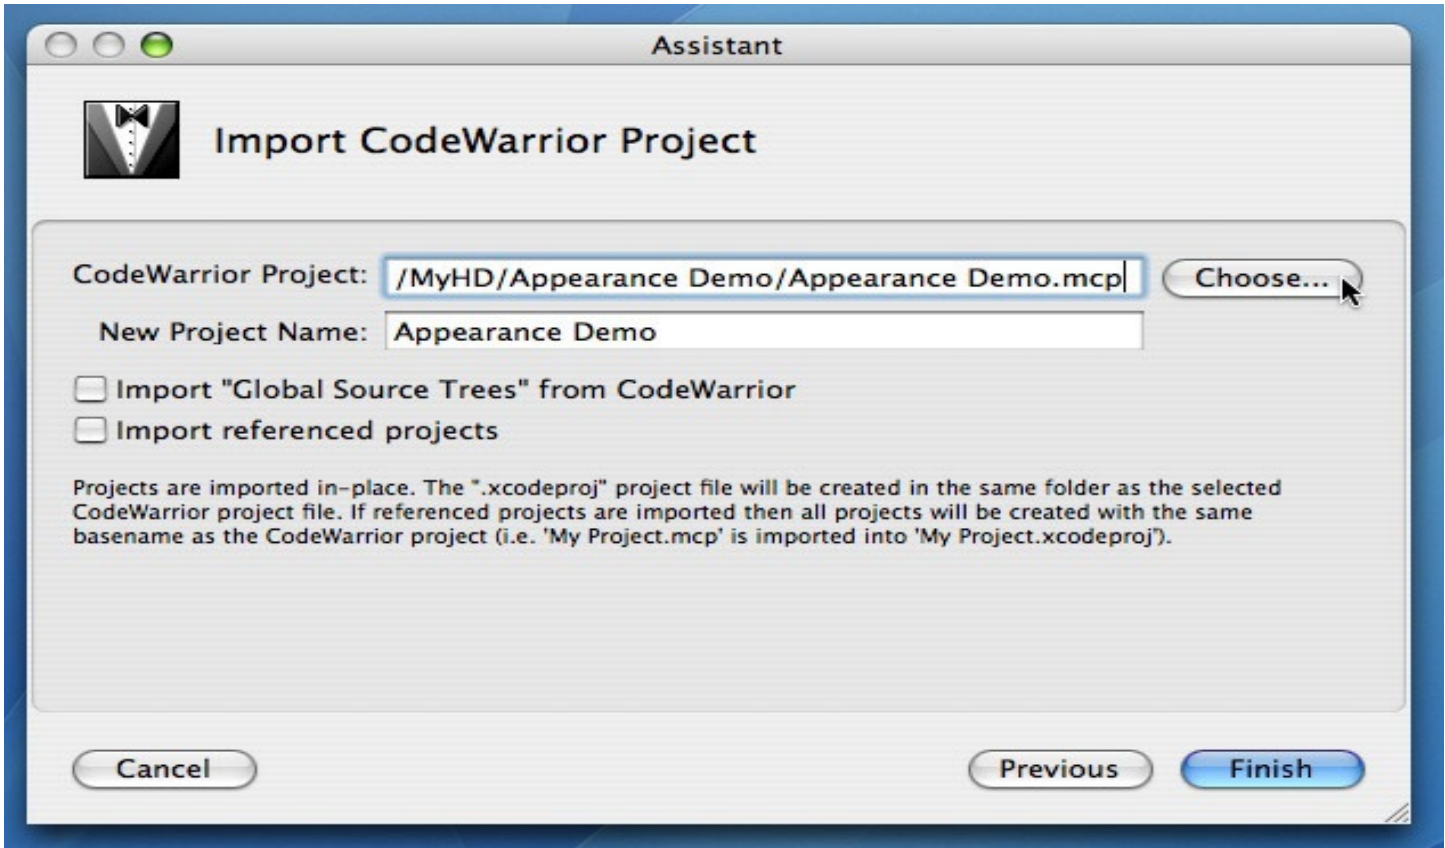 Assistant
Import CodeWarrior Project
CodeWarrior Project: /MyHD/Appearance Demo/Appearance Demo.mcp Choose...
New Project Name: Appearance Demo
Import "Global Source Trees" from CodeWarrior
Import referenced projects
Projects are imported in-place. The ".xcodeproj" project file will be created in the same folder as the selected
CodeWarrior project file. If referenced projects are imported then all projects will be created with the same
basename as the CodeWarrior project (i.e. 'My Project.mcp' is imported into 'My Project.xcodeproj').
Cancel Previous Finish